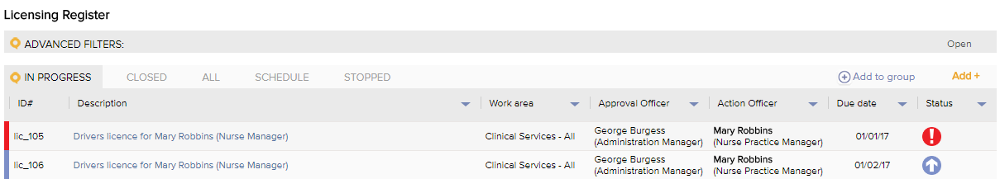 Licensing Register
ADVANCED FILTERS: Open
IN PROGRESS CLOSED ALL SCHEDULE STOPPED Add to group Add +
ID# Description Work area Approval Officer Action Officer Due date Status
lic_105 Drivers licence for Mary Robbins (Nurse Manager) Clinical Services - All George Burgess (Administration Manager) Mary Robbins (Nurse Practice Manager) 01/01/17
lic_106 Drivers licence for Mary Robbins (Nurse Manager) Clinical Services - All George Burgess (Administration Manager) Mary Robbins (Nurse Practice Manager) 01/02/17